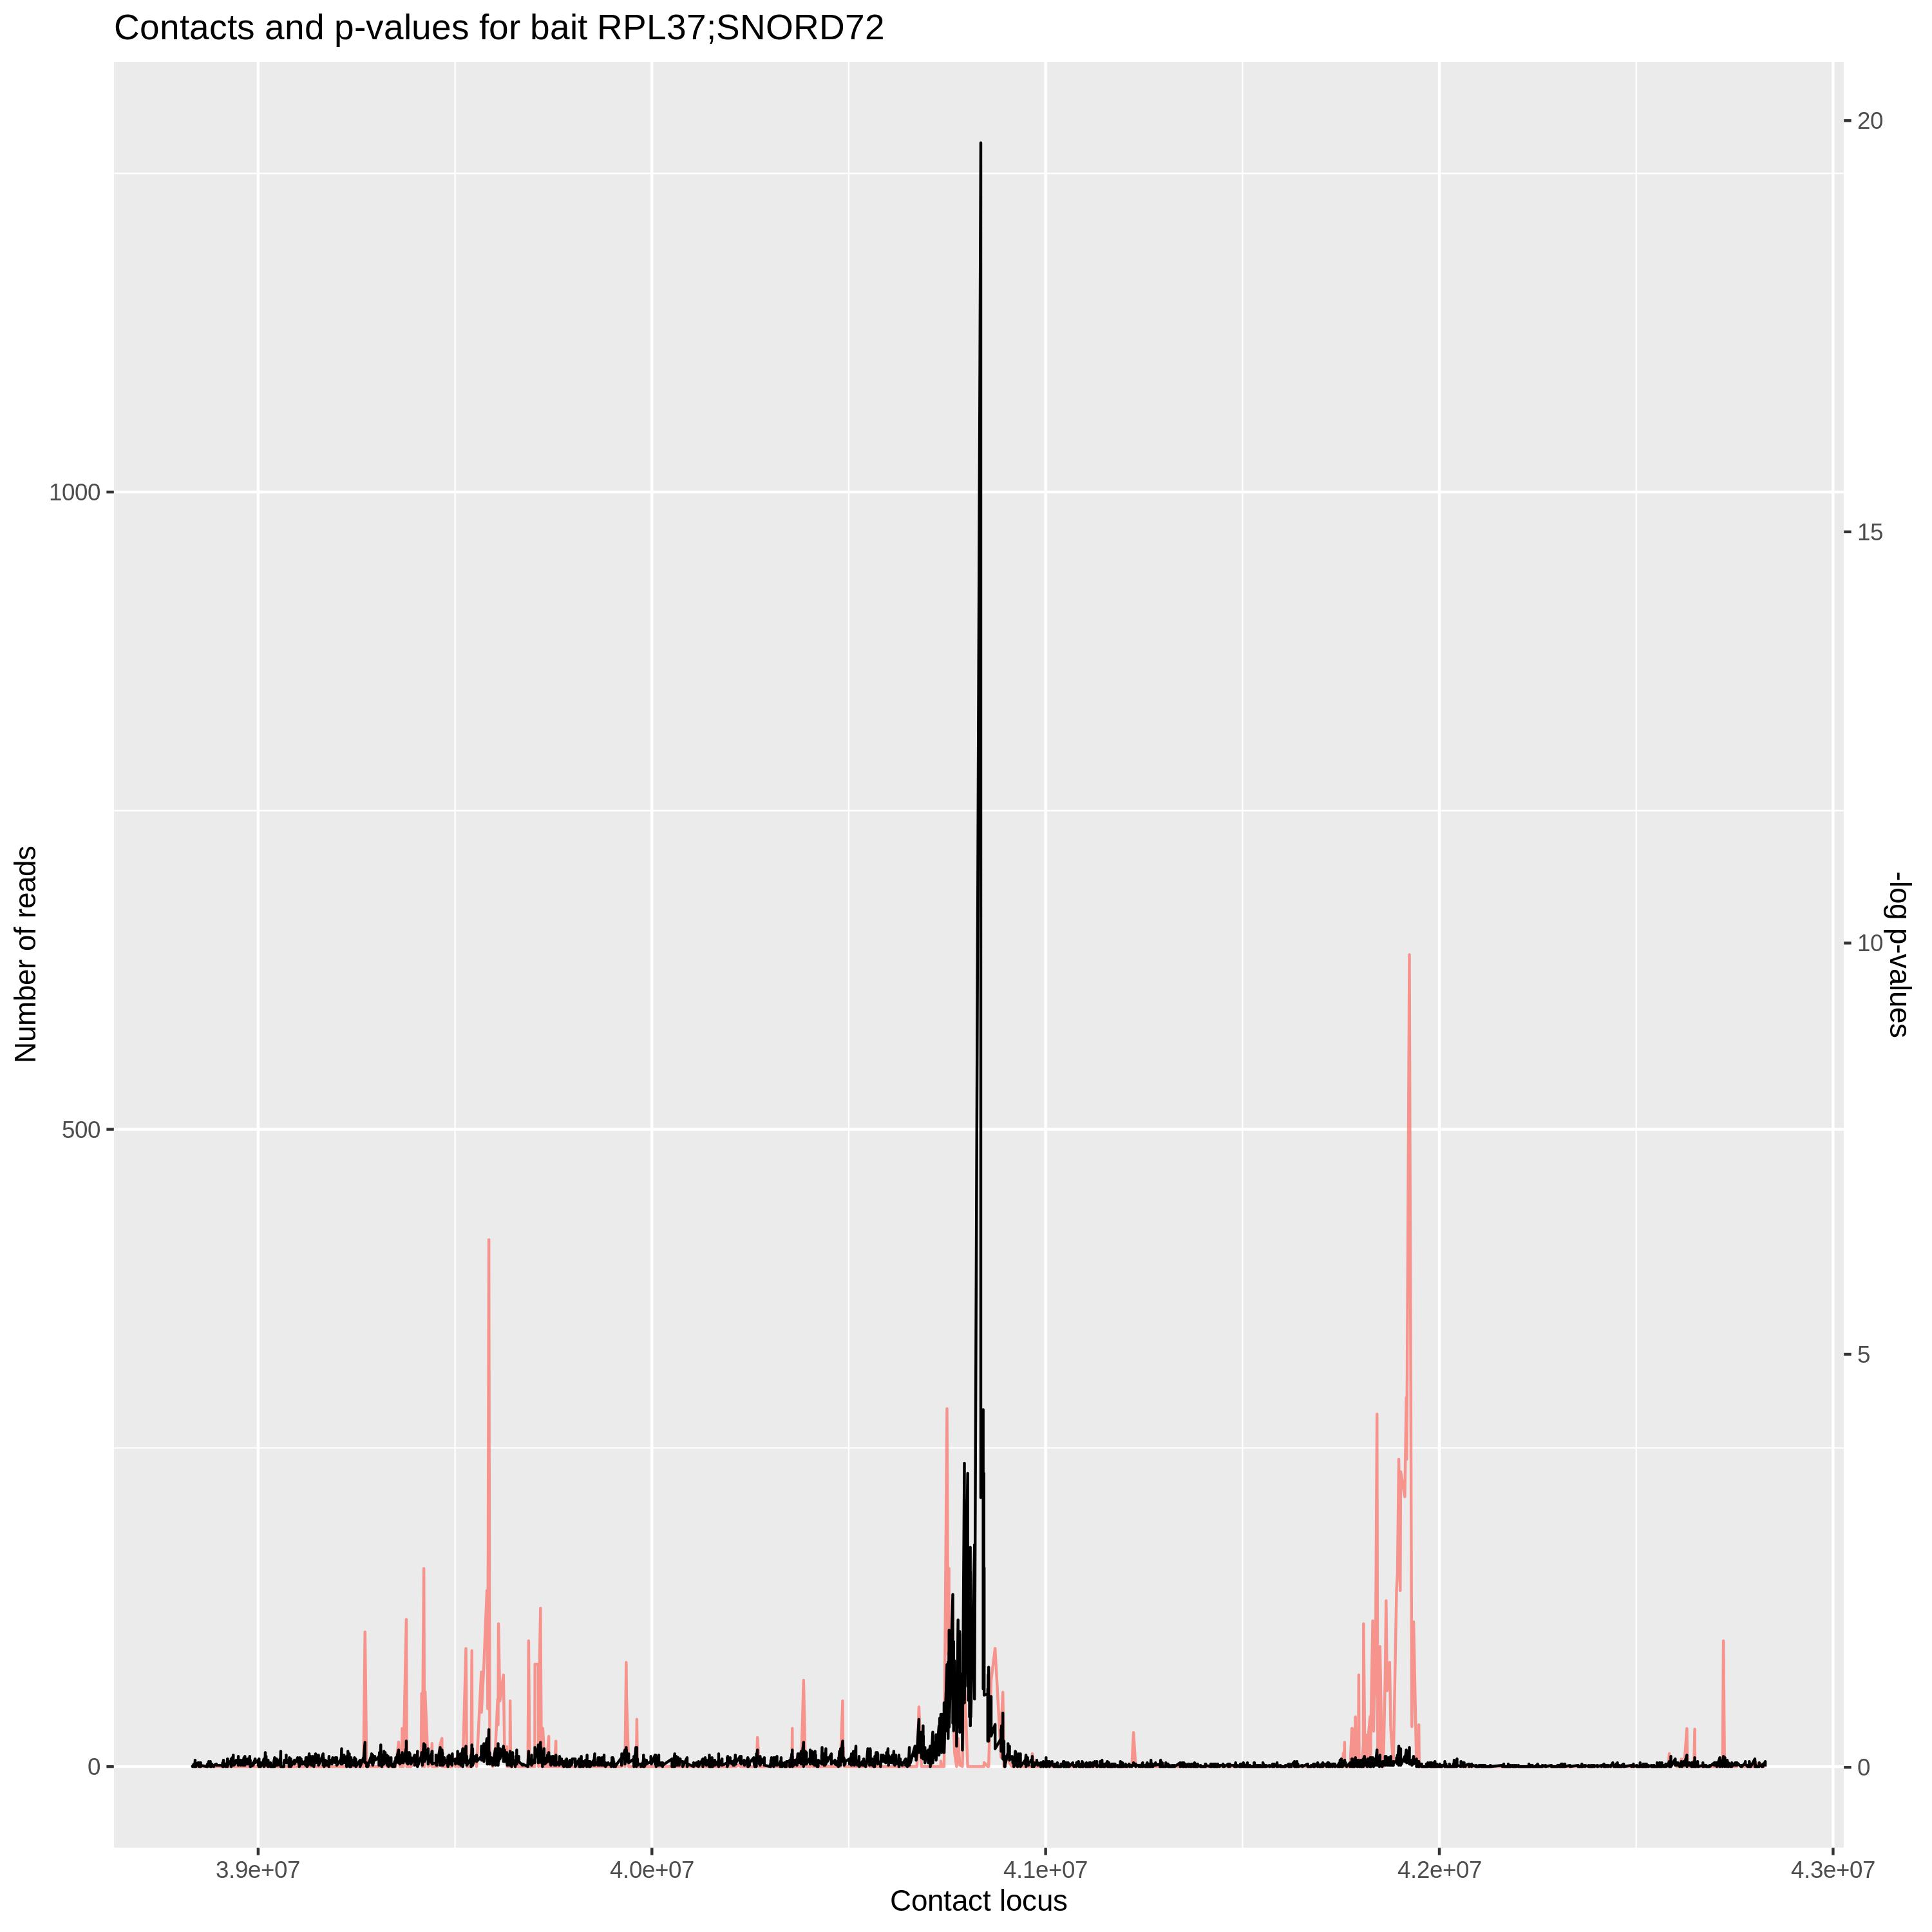 Contacts and p-values for bait RPL37;SNORD72
Number of reads
1000
500
0
20
15
10
5
0
-log p-values
3.9e+07
4.0e+07
4.1e+07
4.2e+07
4.3e+07
Contact locus